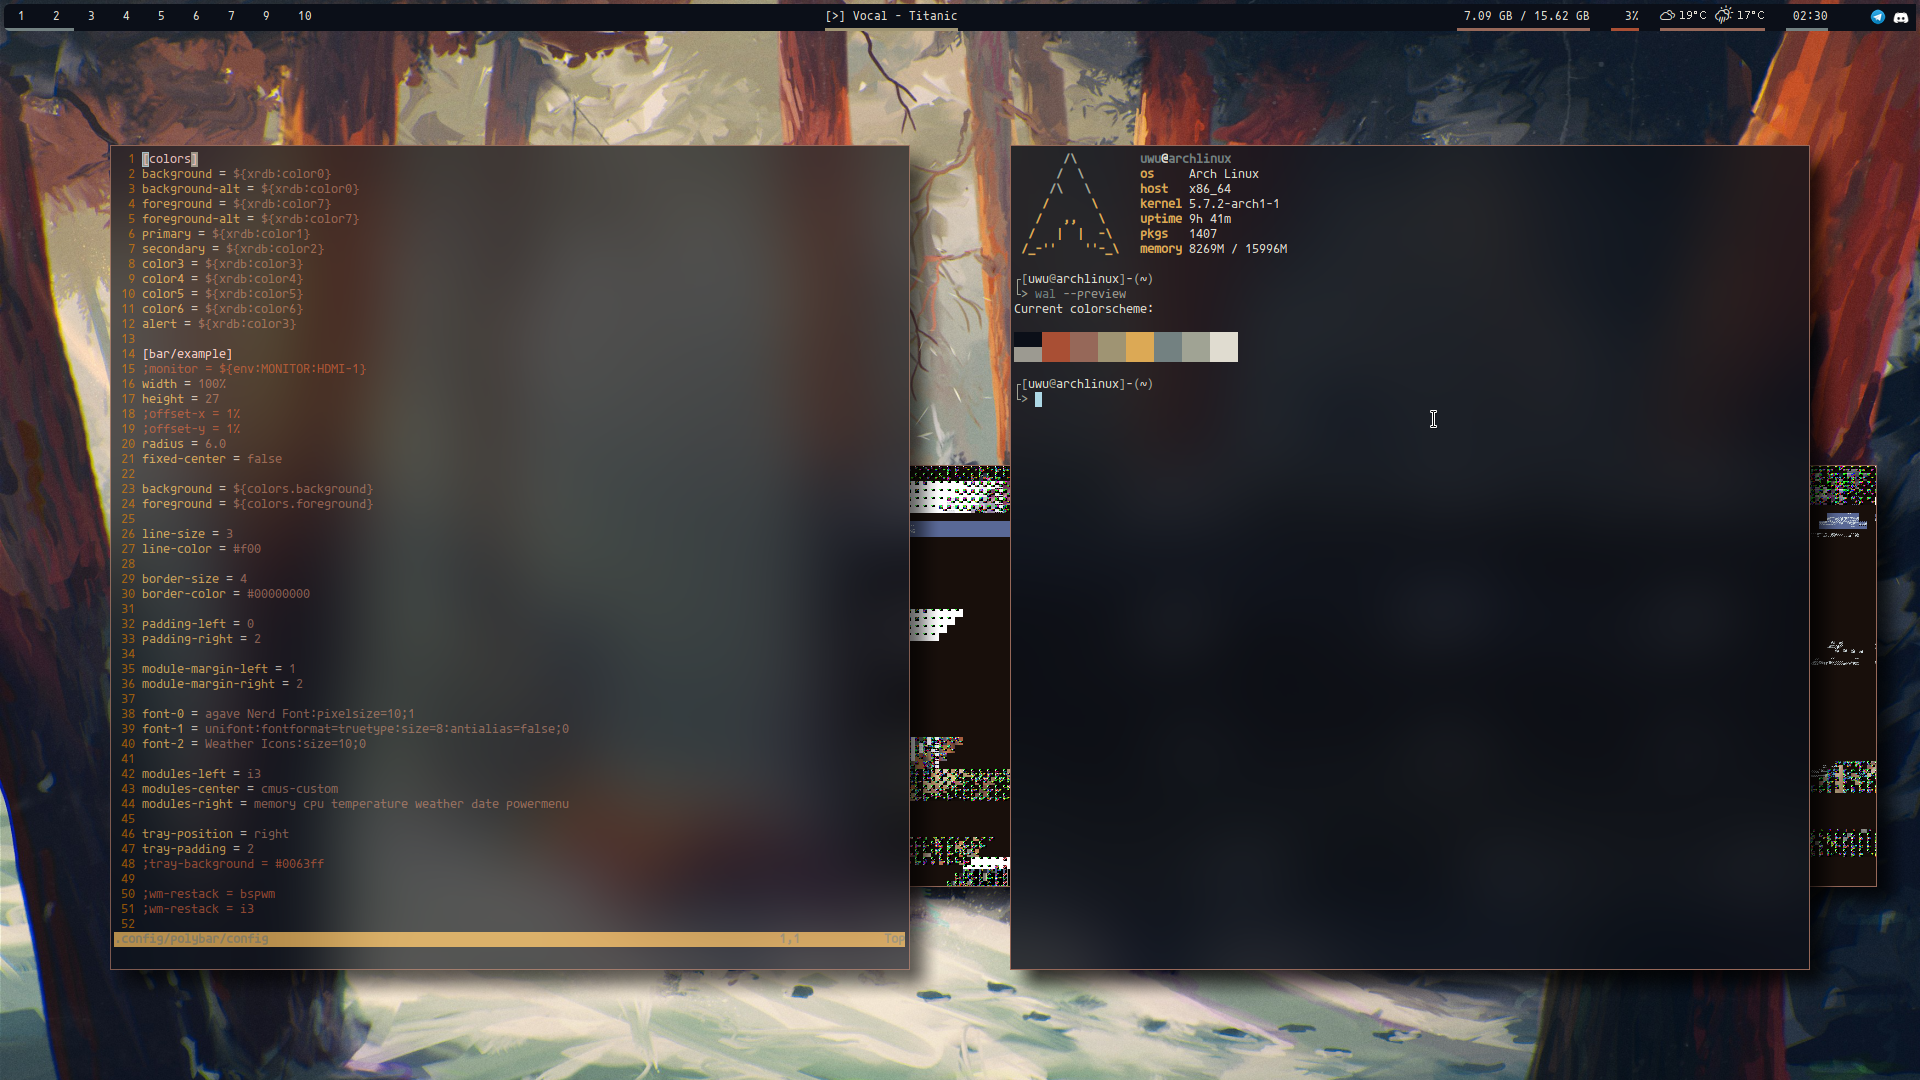 1 2 3 4 5 6 7 9 10
[>] Vocal - Titanic
7.09 GB / 15.62 GB 3% 19°C 17°C 02:30
1 [colors]
2 background = ${xrdb:color0}
3 background-alt = ${xrdb:color0}
4 foreground = ${xrdb:color7}
5 foreground-alt = ${xrdb:color7}
6 primary = ${xrdb:color1}
7 secondary = ${xrdb:color2}
8 color3 = ${xrdb:color3}
9 color4 = ${xrdb:color4}
10 color5 = ${xrdb:color5}
11 color6 = ${xrdb:color6}
12 alert = ${xrdb:color3}
13
14 [bar/example]
15 ;monitor = ${env:MONITOR:HDMI-1}
16 width = 100%
17 height = 27
18 ;offset-x = 1%
19 ;offset-y = 1%
20 radius = 6.0
21 fixed-center = false
22
23 background = ${colors.background}
24 foreground = ${colors.foreground}
25
26 line-size = 3
27 line-color = #f00
28
29 border-size = 4
30 border-color = #00000000
31
32 padding-left = 0
33 padding-right = 2
34
35 module-margin-left = 1
36 module-margin-right = 2
37
38 font-0 = agave Nerd Font:pixelsize=10;1
39 font-1 = unifont:fontformat=truetype:size=8:antialias=false;0
40 font-2 = Weather Icons:size=10;0
41
42 modules-left = i3
43 modules-center = cmus-custom
44 modules-right = memory cpu temperature weather date powermenu
45
46 tray-position = right
47 tray-padding = 2
48 ;tray-background = #0063ff
49
50 ;wm-restack = bspwm
51 ;wm-restack = i3
52
.config/polybar/config 1,1 Top
/\ uwu@archlinux
/ \ os Arch Linux
/\ \ host x86_64
/ \ kernel 5.7.2-arch1-1
/ ,, \ uptime 9h 41m
/ | | -\ pkgs 1407
/_-'' ''-_\ memory 8269M / 15996M
┌[uwu@archlinux]-(~)
└> wal --preview
Current colorscheme:
┌[uwu@archlinux]-(~)
└>